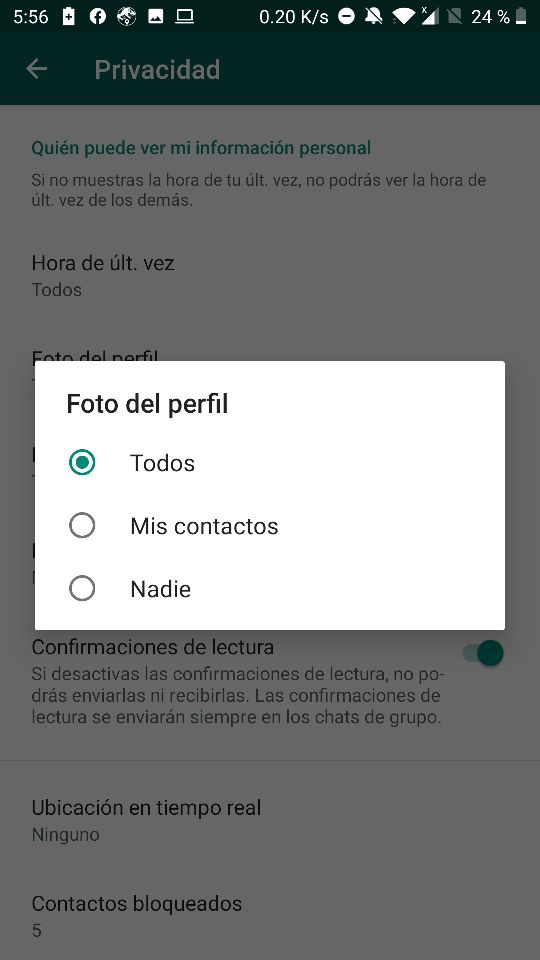 5:56 0.20 K/s 24 %
Privacidad
Quién puede ver mi información personal
Si no muestras la hora de tu últ. vez, no podrás ver la hora de
últ. vez de los demás.
Hora de últ. vez
Todos
Foto del perfil
Foto del perfil
Todos
Mis contactos
Nadie
Confirmaciones de lectura
Si desactivas las confirmaciones de lectura, no po-
drás enviarlas ni recibirlas. Las confirmaciones de
lectura se enviarán siempre en los chats de grupo.
Ubicación en tiempo real
Ninguno
Contactos bloqueados
5